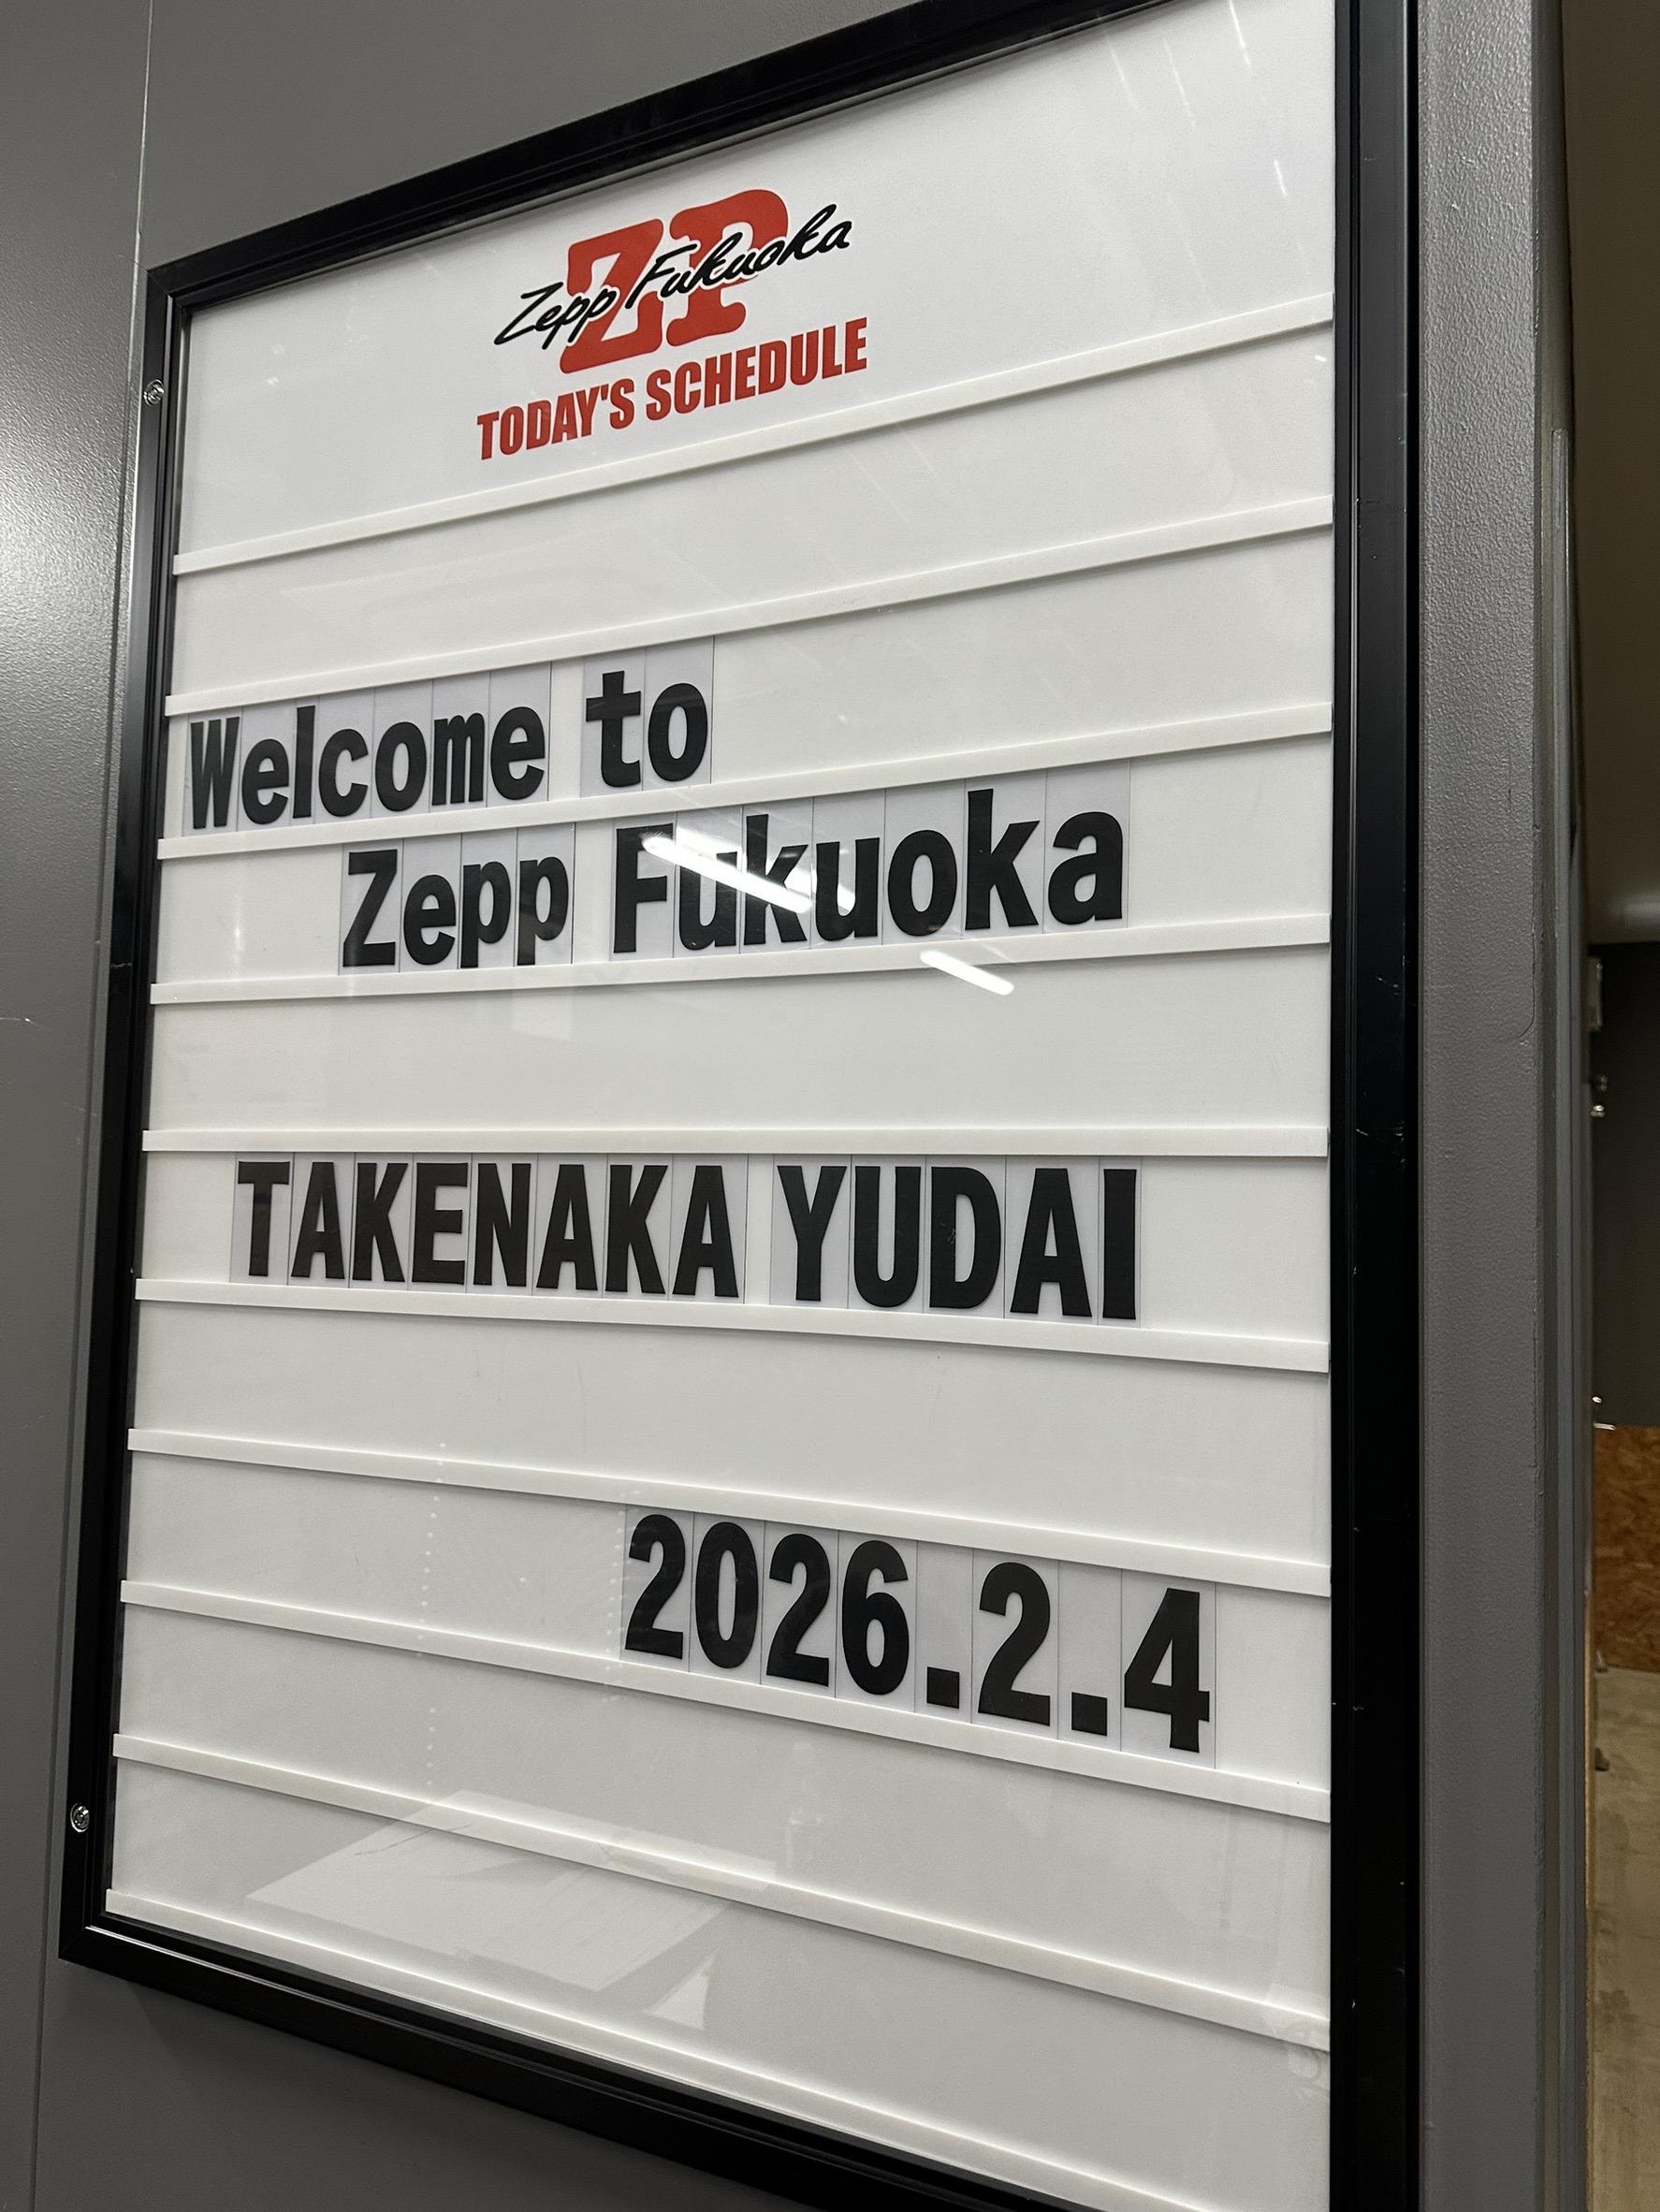 ZP
Zepp Fukuoka
TODAY'S SCHEDULE
Welcome to
Zepp Fukuoka
TAKENAKA YUDAI
2026.2.4